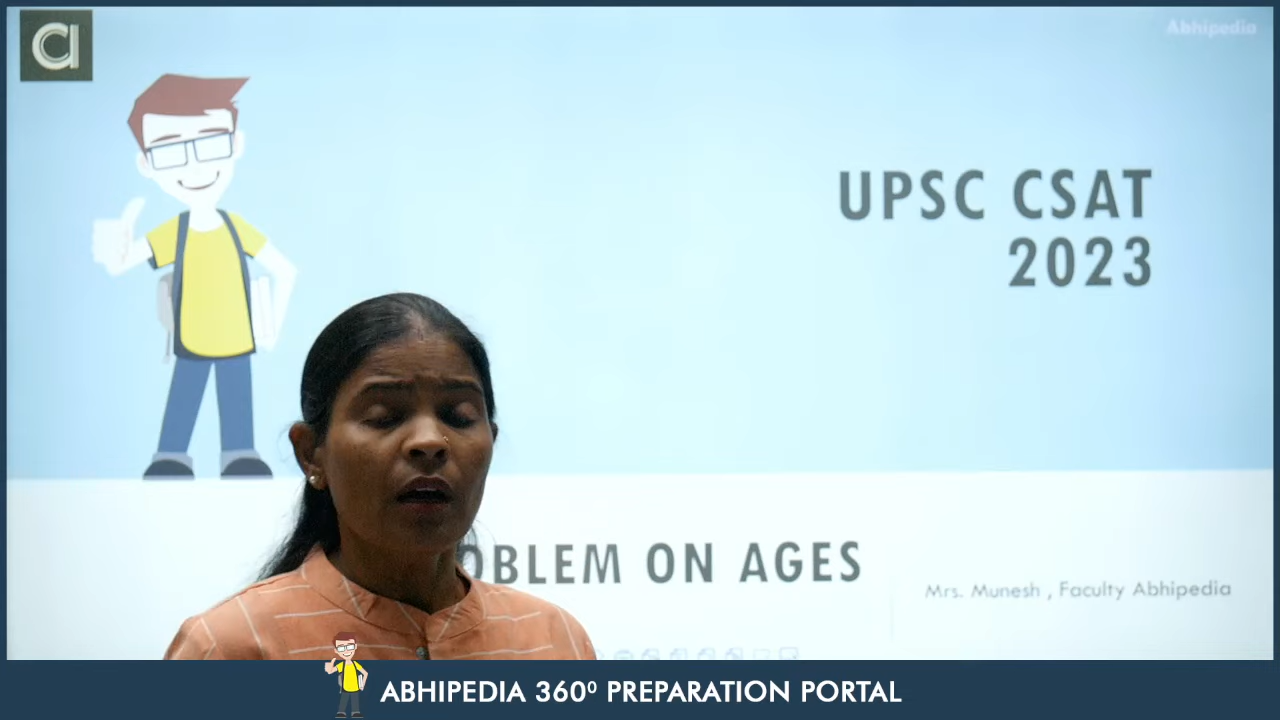 Abhipedia
UPSC CSAT
2023
OBLEM ON AGES
Mrs. Munesh , Faculty Abhipedia
ABHIPEDIA 360⁰ PREPARATION PORTAL